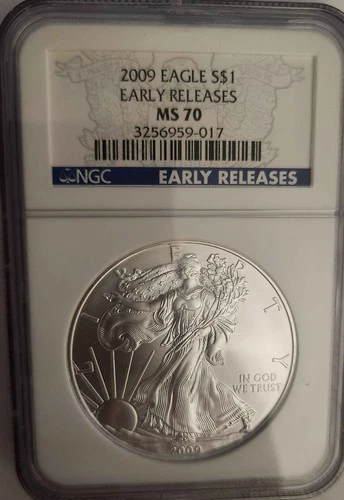 2009 EAGLE S$1
EARLY RELEASES
MS 70
3256959-017
NGC EARLY RELEASES
LIBERTY
IN GOD
WE TRUST
2009